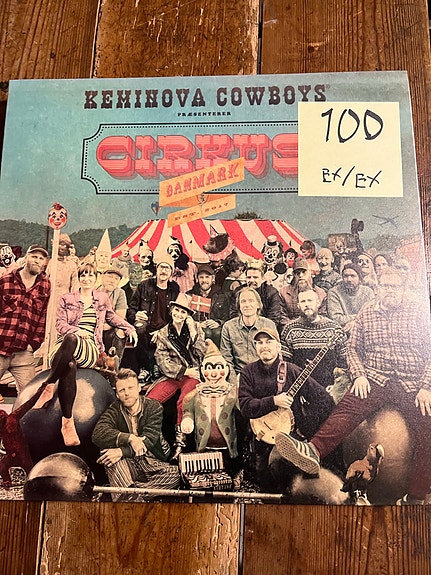 KEMINOVA COWBOYS
PRÆSENTERER
CIRKUS
DANMARK
100
EX/EX